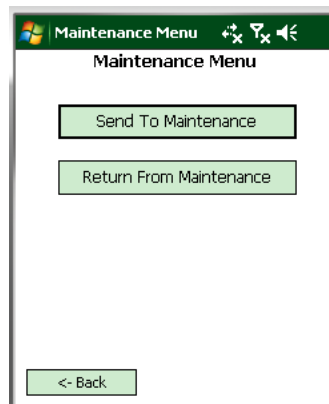 Maintenance Menu
Maintenance Menu
Send To Maintenance
Return From Maintenance
<- Back